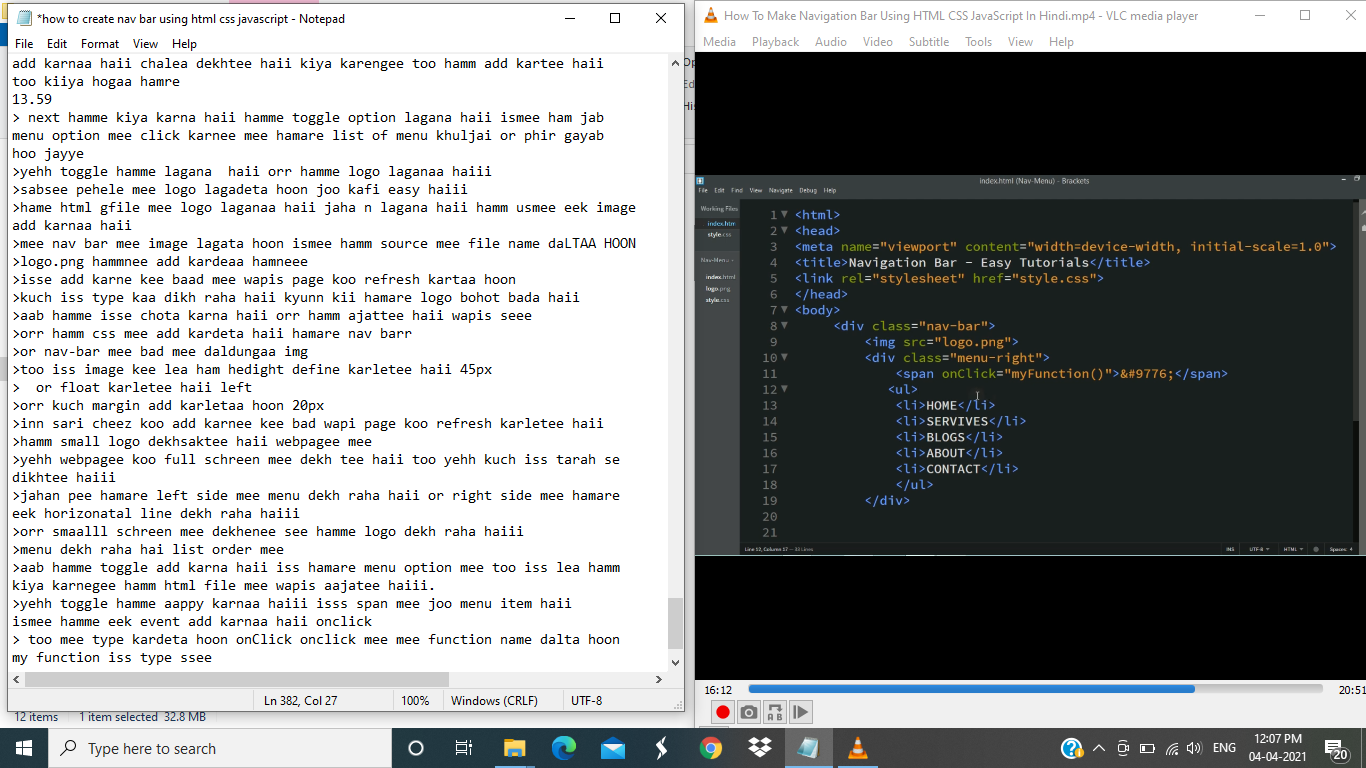 *how to create nav bar using html css javascript - Notepad
File Edit Format View Help
add karnaa haii chalea dekhtee haii kiya karengee too hamm add kartee haii
too kiiya hogaa hamre
13.59
> next hamme kiya karna haii hamme toggle option lagana haii ismee ham jab
menu option mee click karnee mee hamare list of menu khuljai or phir gayab
hoo jayye
>yehh toggle hamme lagana  haii orr hamme logo laganaa haiii
>sabsee pehele mee logo lagadeta hoon joo kafi easy haiii
>hame html gfile mee logo laganaa haii jaha n lagana haii hamm usmee eek image
add karnaa haii
>mee nav bar mee image lagata hoon ismee hamm source mee file name daLTAA HOON
>logo.png hammnee add kardeaa hamneee
>isse add karne kee baad mee wapis page koo refresh kartaa hoon
>kuch iss type kaa dikh raha haii kyunn kii hamare logo bohot bada haii
>aab hamme isse chota karna haii orr hamm ajattee haii wapis seee
>orr hamm css mee add kardeta haii hamare nav barr
>or nav-bar mee bad mee daldungaa img
>too iss image kee lea ham hedight define karletee haii 45px
>  or float karletee haii left
>orr kuch margin add karletaa hoon 20px
>inn sari cheez koo add karnee kee bad wapi page koo refresh karletee haii
>hamm small logo dekhsaktee haii webpagee mee
>yehh webpagee koo full schreen mee dekh tee haii too yehh kuch iss tarah se
dikhtee haiii
>jahan pee hamare left side mee menu dekh raha haii or right side mee hamare
eek horizonatal line dekh raha haiii
>orr smaalll schreen mee dekhenee see hamme logo dekh raha haiii
>menu dekh raha hai list order mee
>aab hamme toggle add karna haii iss hamare menu option mee too iss lea hamm
kiya karnegee hamm html file mee wapis aajatee haiii.
>yehh toggle hamme aappy karnaa haiii isss span mee joo menu item haii
ismee hamme eek event add karnaa haii onclick
> too mee type kardeta hoon onClick onclick mee mee function name dalta hoon
my function iss type ssee
Ln 382, Col 27 100% Windows (CRLF) UTF-8
12 items 1 item selected 32.8 MB
How To Make Navigation Bar Using HTML CSS JavaScript In Hindi.mp4 - VLC media player
Media Playback Audio Video Subtitle Tools View Help
index.html (Nav-Menu) - Brackets
File Edit Find View Navigate Debug Help
Working Files
index.htm
style.css
Nav-Menu
index.html
logo.png
style.css
1 <html>
2 <head>
3 <meta name="viewport" content="width=device-width, initial-scale=1.0">
4 <title>Navigation Bar - Easy Tutorials</title>
5 <link rel="stylesheet" href="style.css">
6 </head>
7 <body>
8 <div class="nav-bar">
9 <img src="logo.png">
10 <div class="menu-right">
11 <span onClick="myFunction()">&#9776;</span>
12 <ul>
13 <li>HOME</li>
14 <li>SERVIVES</li>
15 <li>BLOGS</li>
16 <li>ABOUT</li>
17 <li>CONTACT</li>
18 </ul>
19 </div>
20
21
Line 12, Column 17 — 33 Lines INS UTF-8 HTML Spaces: 4
16:12 20:51
Type here to search
ENG 12:07 PM
04-04-2021
20